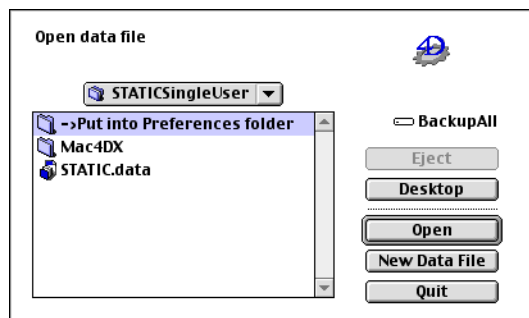 Open data file
4D
STATICSingleUser
->Put into Preferences folder
Mac4DX
STATIC.data
BackupAll
Eject
Desktop
Open
New Data File
Quit